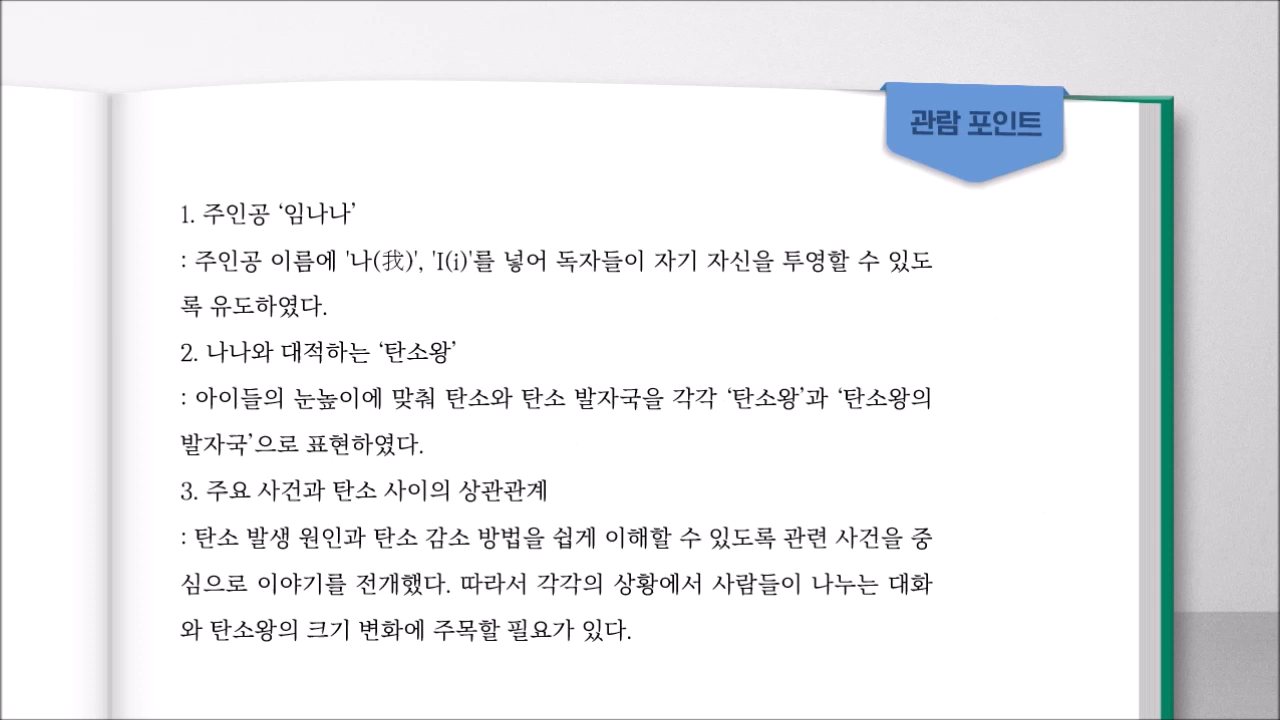 관람 포인트
1. 주인공 ‘임나나’
: 주인공 이름에 '나(我)', 'I(i)'를 넣어 독자들이 자기 자신을 투영할 수 있도
록 유도하였다.
2. 나나와 대적하는 ‘탄소왕’
: 아이들의 눈높이에 맞춰 탄소와 탄소 발자국을 각각 ‘탄소왕’과 ‘탄소왕의
발자국’으로 표현하였다.
3. 주요 사건과 탄소 사이의 상관관계
: 탄소 발생 원인과 탄소 감소 방법을 쉽게 이해할 수 있도록 관련 사건을 중
심으로 이야기를 전개했다. 따라서 각각의 상황에서 사람들이 나누는 대화
와 탄소왕의 크기 변화에 주목할 필요가 있다.